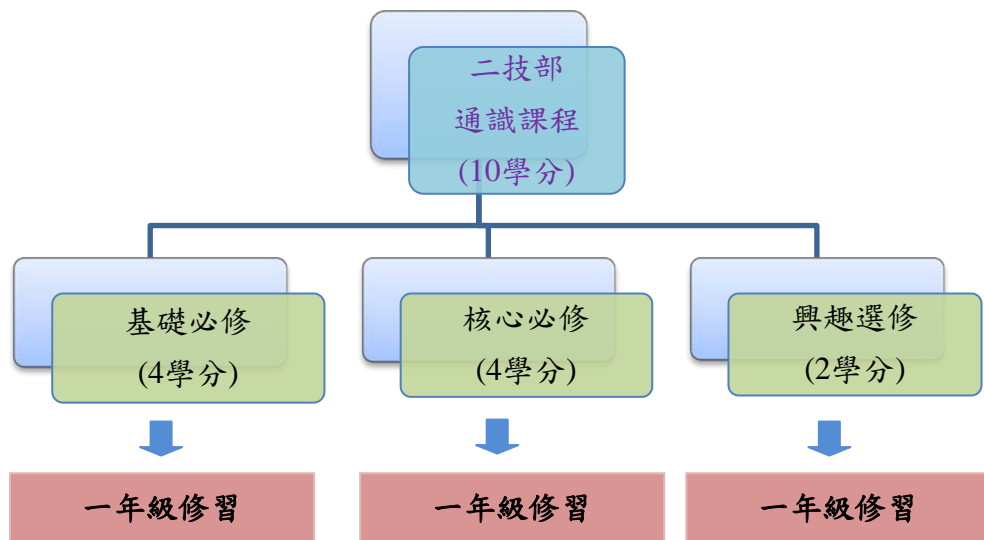 二技部
通識課程
(10學分)
基礎必修
(4學分)
核心必修
(4學分)
興趣選修
(2學分)
一年級修習
一年級修習
一年級修習